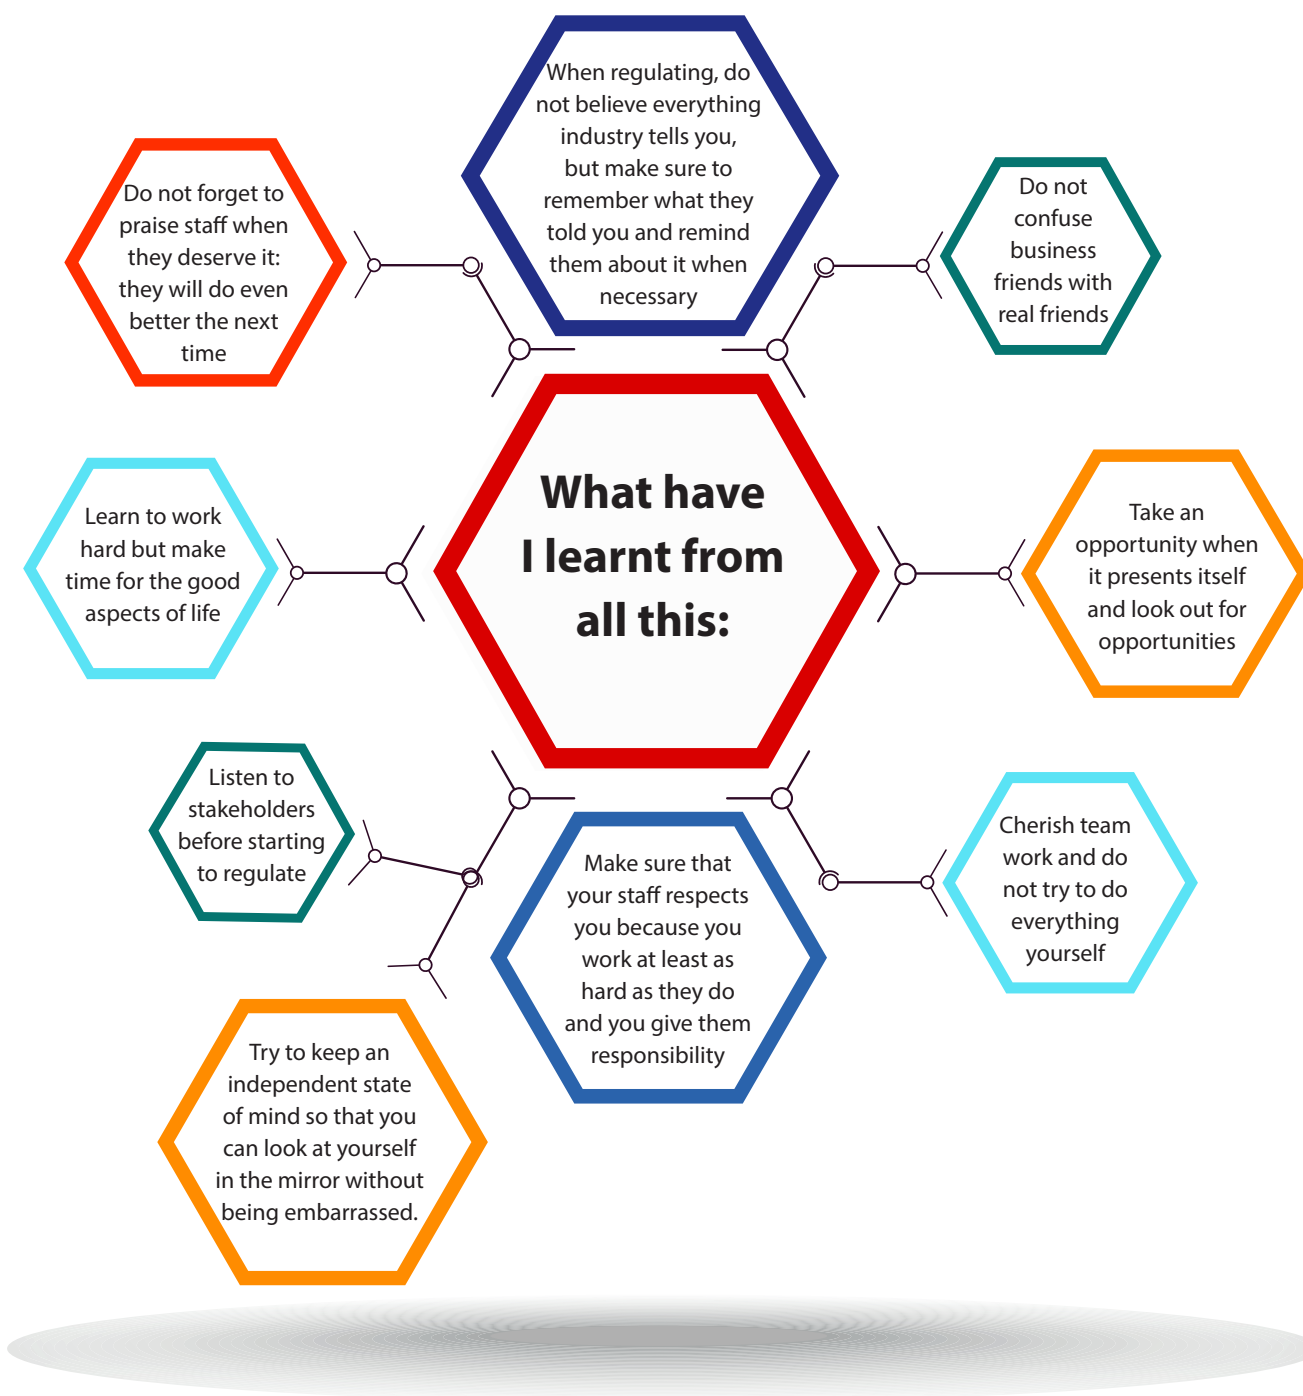 When regulating, do
not believe everything
industry tells you,
but make sure to
remember what they
told you and remind
them about it when
necessary
Do not forget to
praise staff when
they deserve it:
they will do even
better the next
time
Do not
confuse
business
friends with
real friends
What have
I learnt from
all this:
Learn to work
hard but make
time for the good
aspects of life
Take an
opportunity when
it presents itself
and look out for
opportunities
Listen to
stakeholders
before starting
to regulate
Make sure that
your staff respects
you because you
work at least as
hard as they do
and you give them
responsibility
Cherish team
work and do
not try to do
everything
yourself
Try to keep an
independent state
of mind so that you
can look at yourself
in the mirror without
being embarrassed.